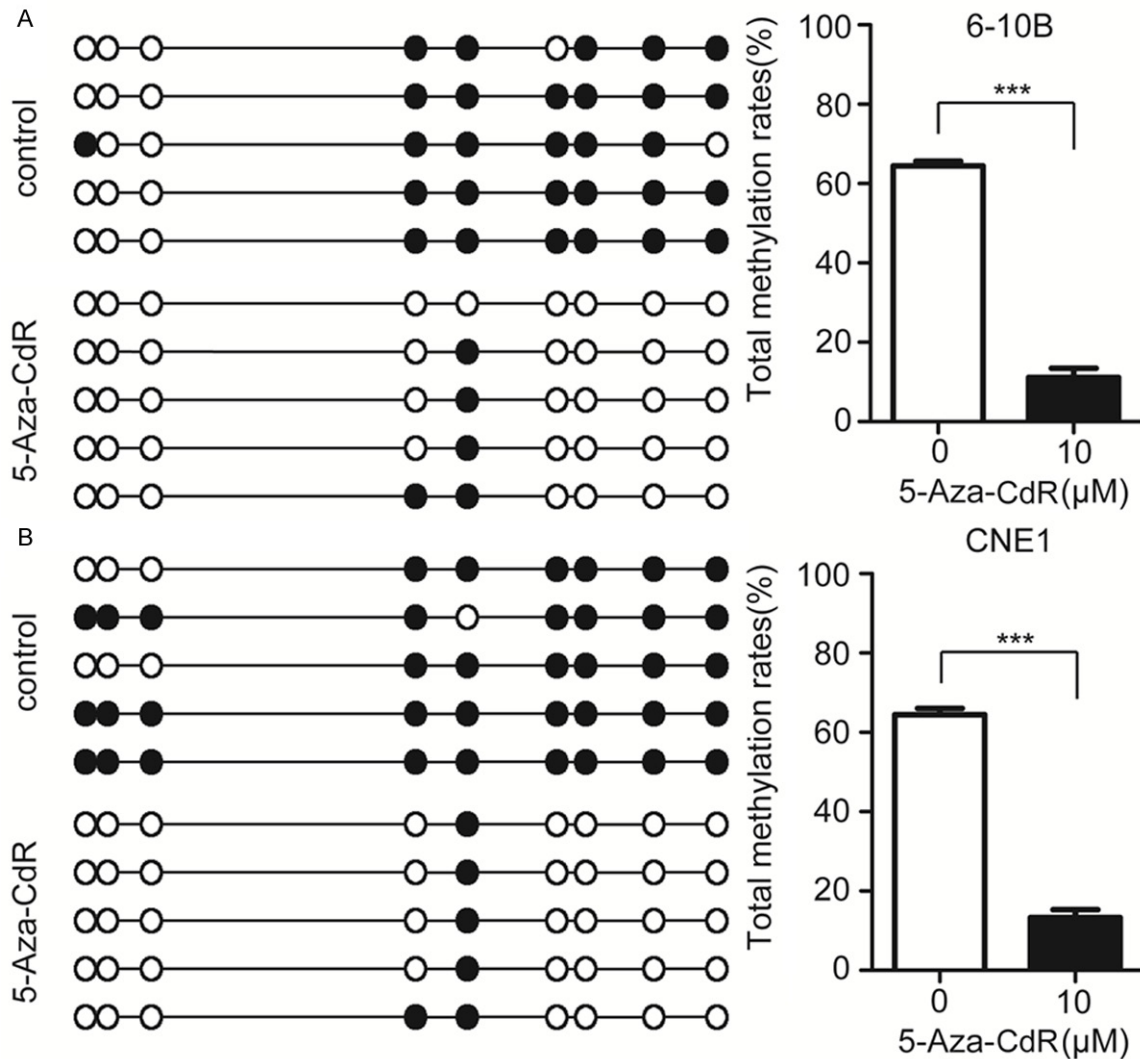 A
control
5-Aza-CdR
6-10B
Total methylation rates(%)
100
80
60
40
20
0
***
0 10
5-Aza-CdR(μM)
B
control
5-Aza-CdR
CNE1
Total methylation rates(%)
100
80
60
40
20
0
***
0 10
5-Aza-CdR(μM)